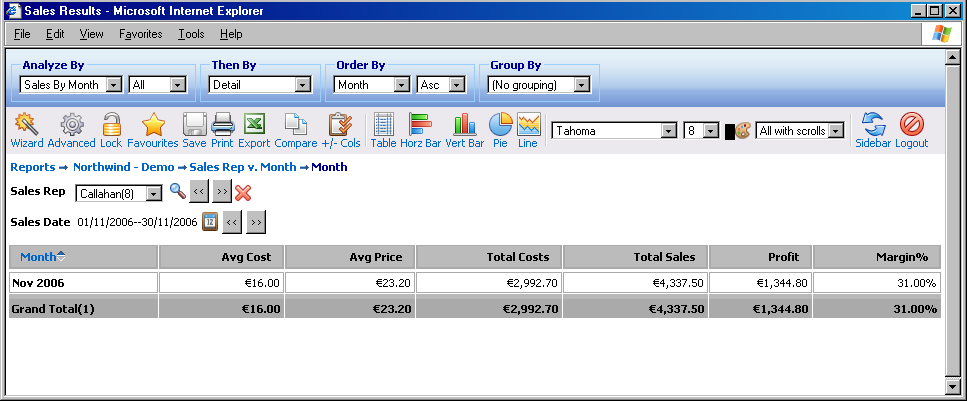 Sales Results - Microsoft Internet Explorer
File Edit View Favorites Tools Help
Analyze By Then By Order By Group By
Sales By Month All Detail Month Asc (No grouping)
Wizard Advanced Lock Favourites Save Print Export Compare +/- Cols Table Horz Bar Vert Bar Pie Line Tahoma 8 All with scrolls Sidebar Logout
Reports → Northwind - Demo → Sales Rep v. Month → Month
Sales Rep Callahan(8) << >>
Sales Date 01/11/2006--30/11/2006 12 << >>
Month Avg Cost Avg Price Total Costs Total Sales Profit Margin%
Nov 2006 €16.00 €23.20 €2,992.70 €4,337.50 €1,344.80 31.00%
Grand Total(1) €16.00 €23.20 €2,992.70 €4,337.50 €1,344.80 31.00%